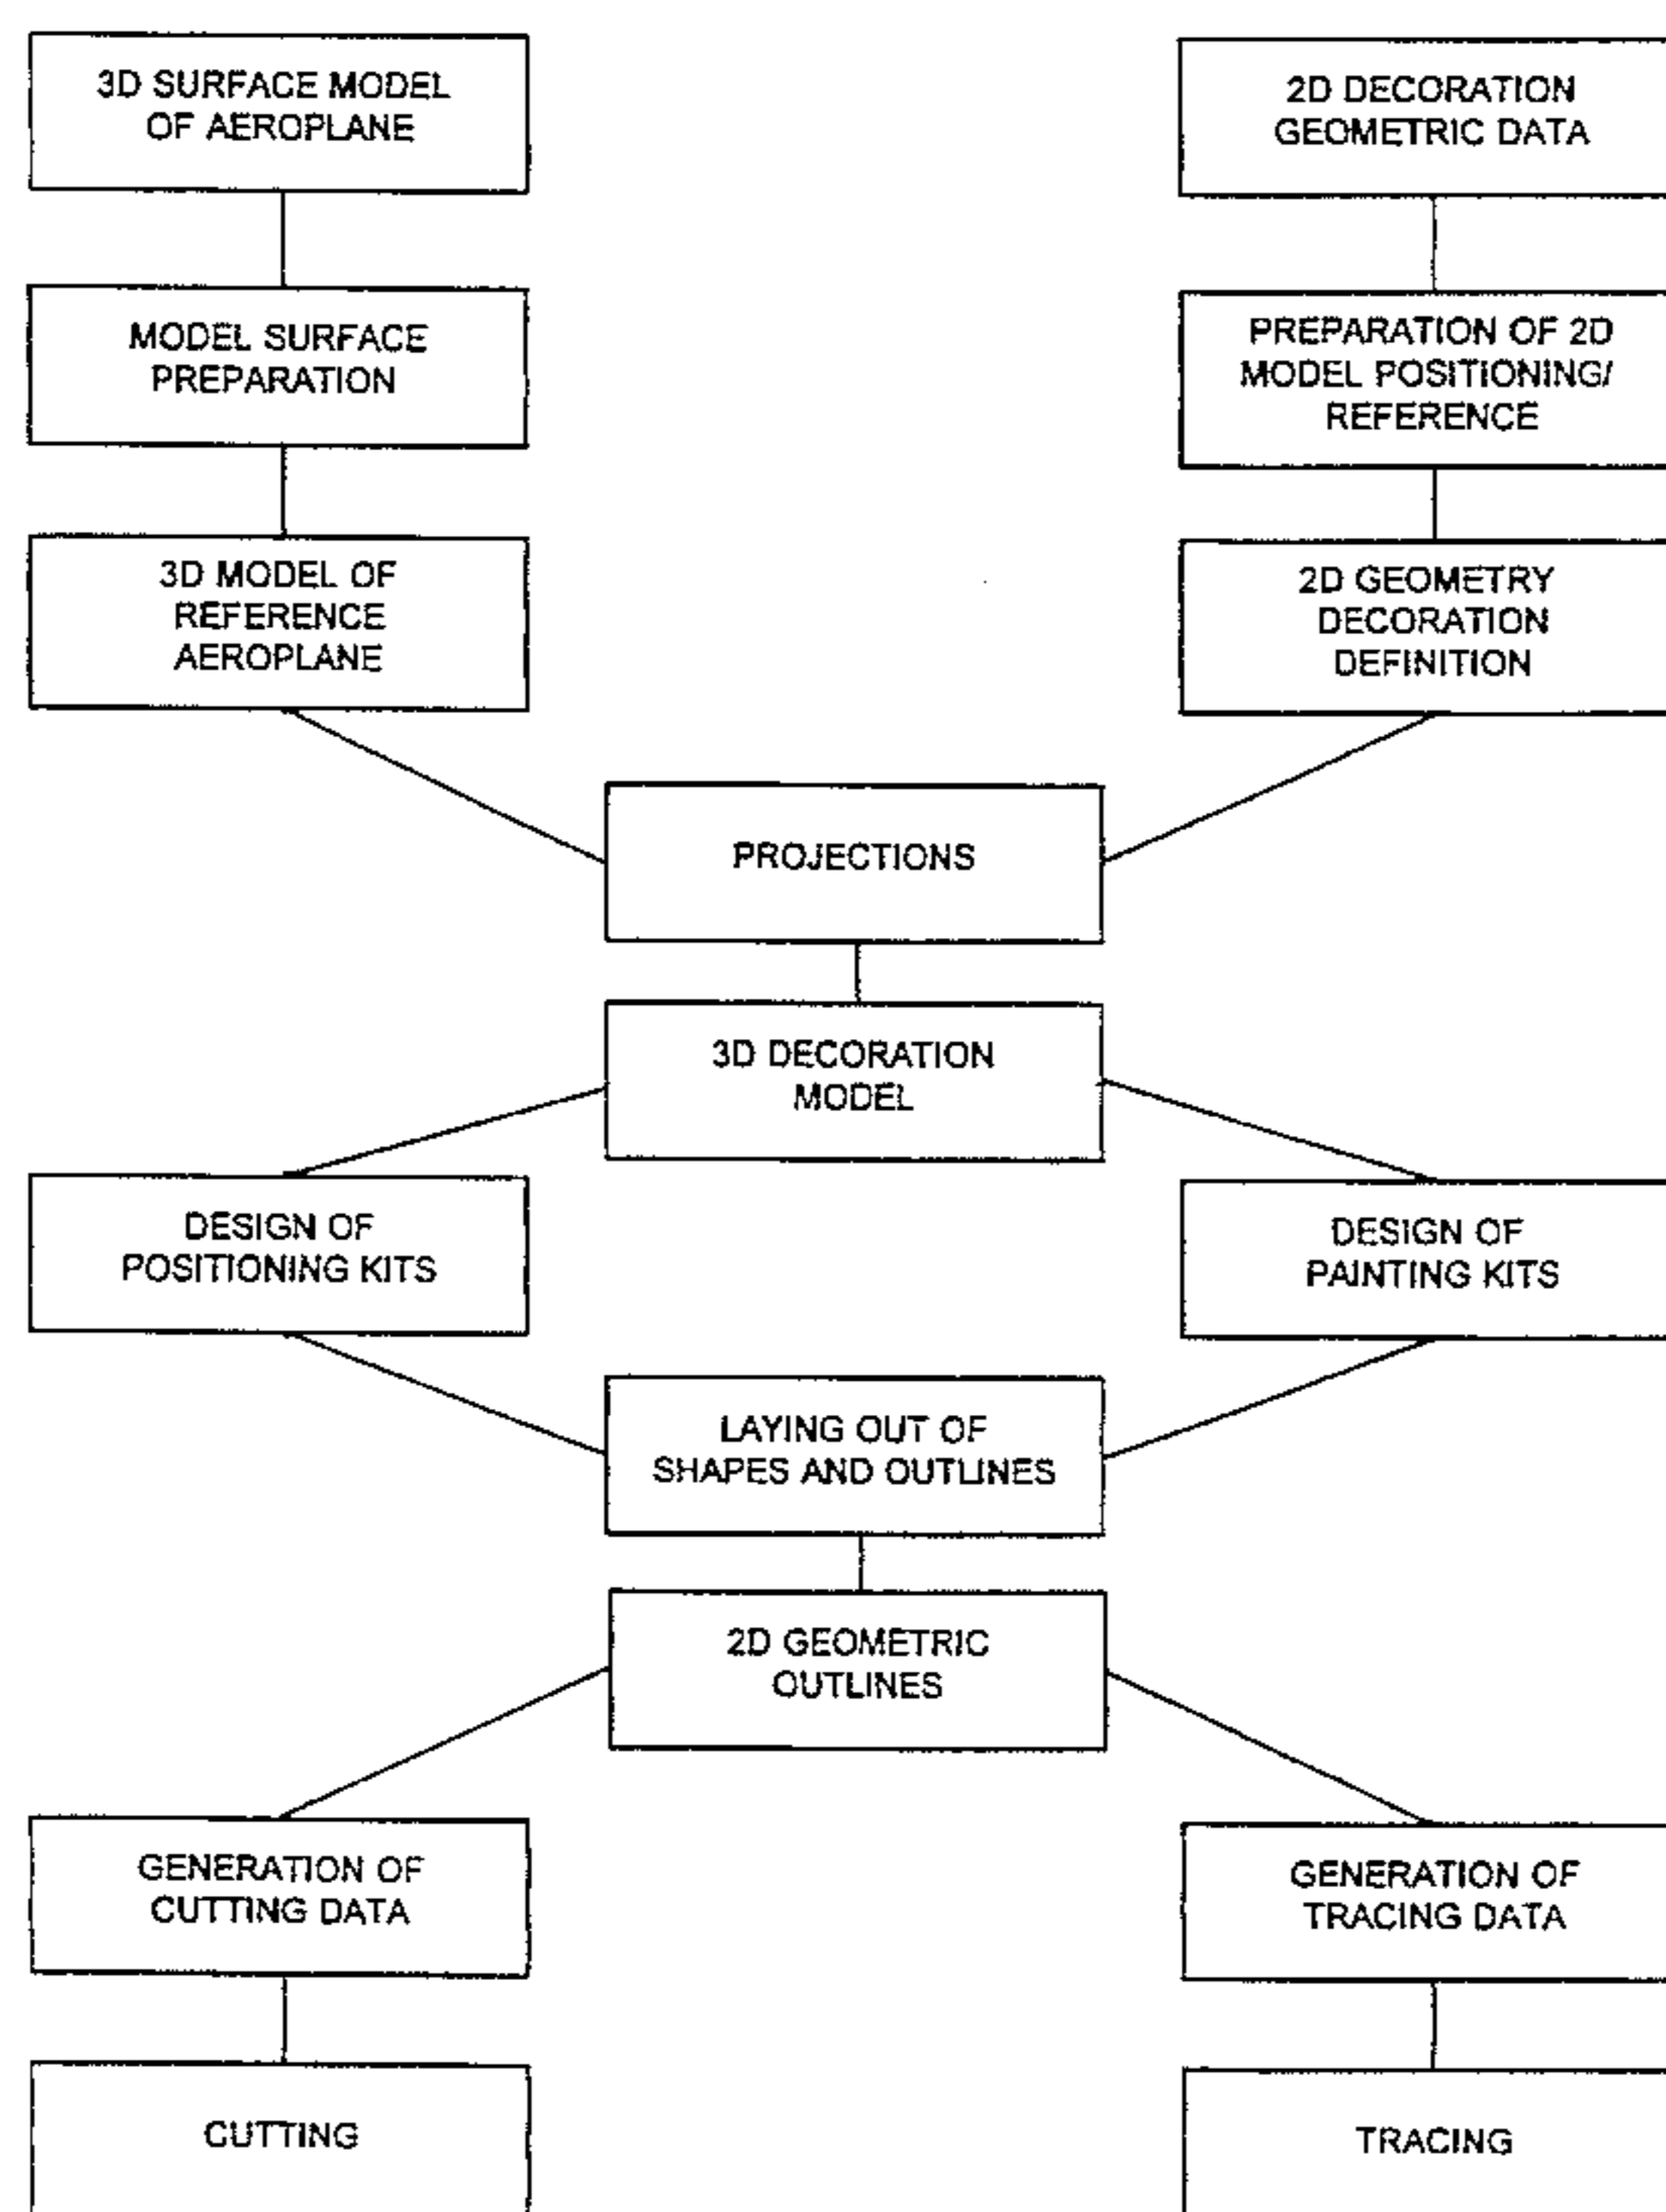 3D SURFACE MODEL
OF AEROPLANE
2D DECORATION
GEOMETRIC DATA
MODEL SURFACE
PREPARATION
PREPARATION OF 2D
MODEL POSITIONING/
REFERENCE
3D MODEL OF
REFERENCE
AEROPLANE
2D GEOMETRY
DECORATION
DEFINITION
PROJECTIONS
3D DECORATION
MODEL
DESIGN OF
POSITIONING KITS
DESIGN OF
PAINTING KITS
LAYING OUT OF
SHAPES AND OUTLINES
2D GEOMETRIC
OUTLINES
GENERATION OF
CUTTING DATA
GENERATION OF
TRACING DATA
CUTTING
TRACING